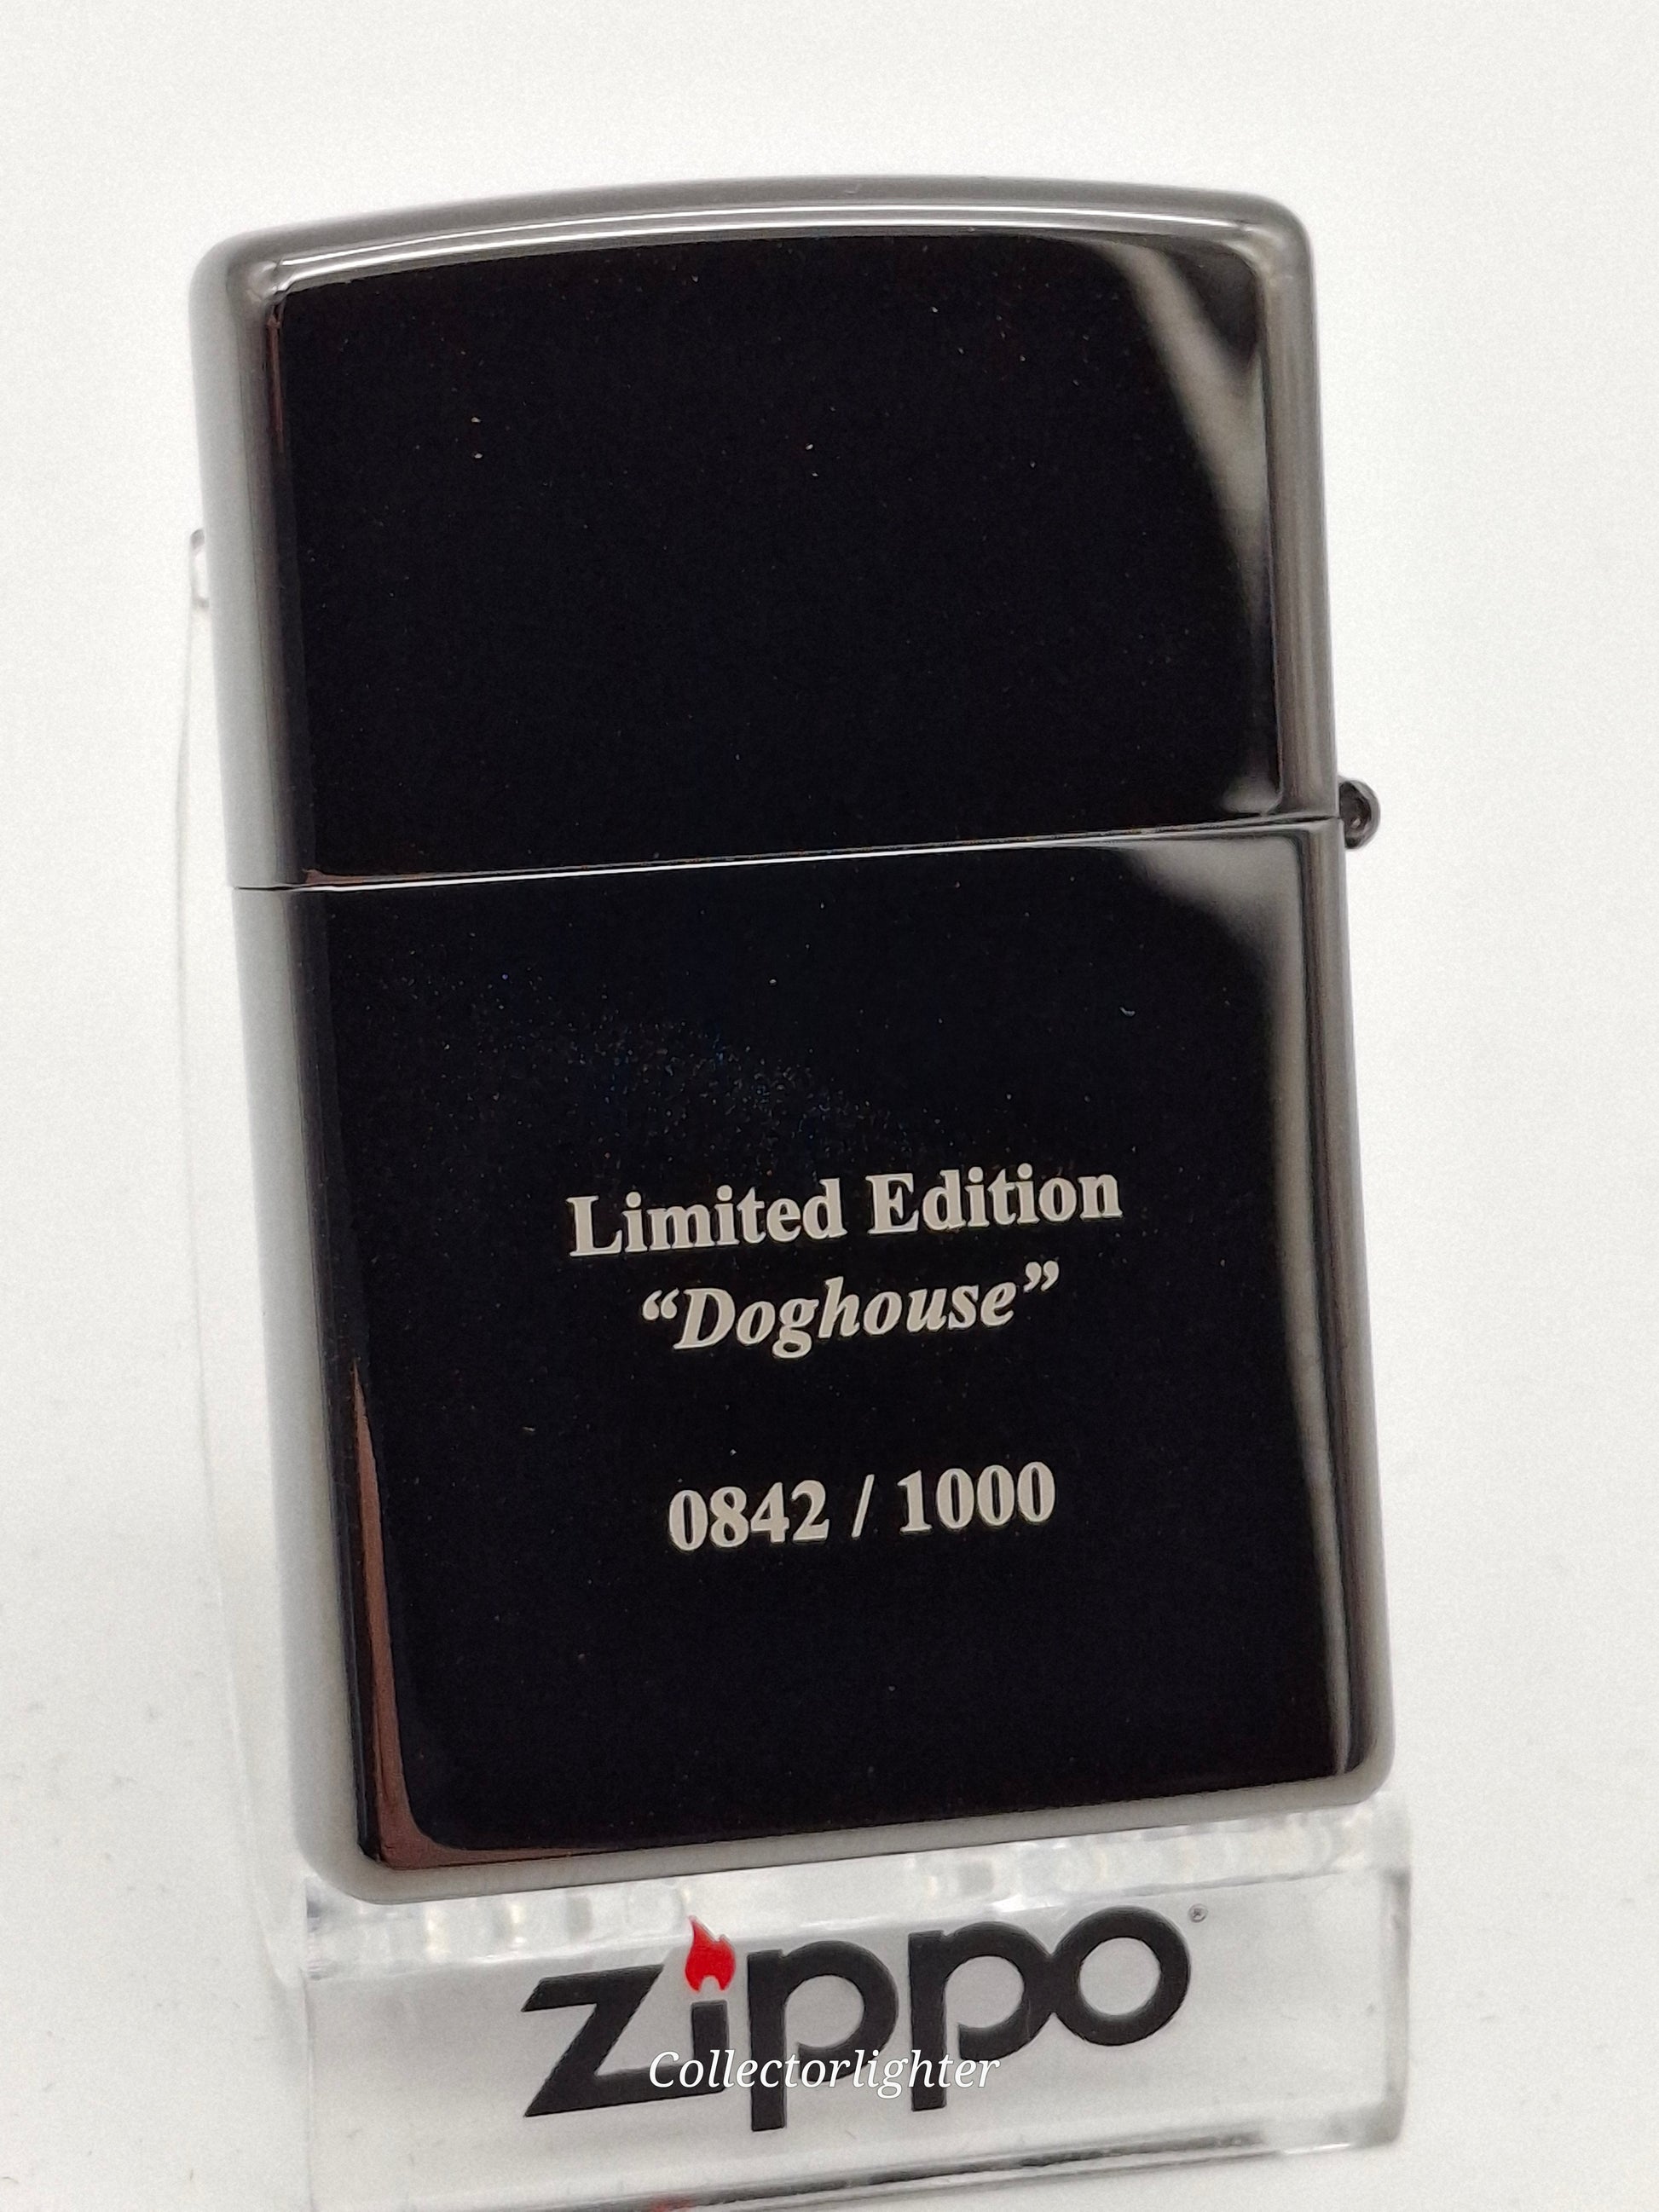 Limited Edition
“Doghouse”
0842 / 1000
zippo®
Collectorlighter